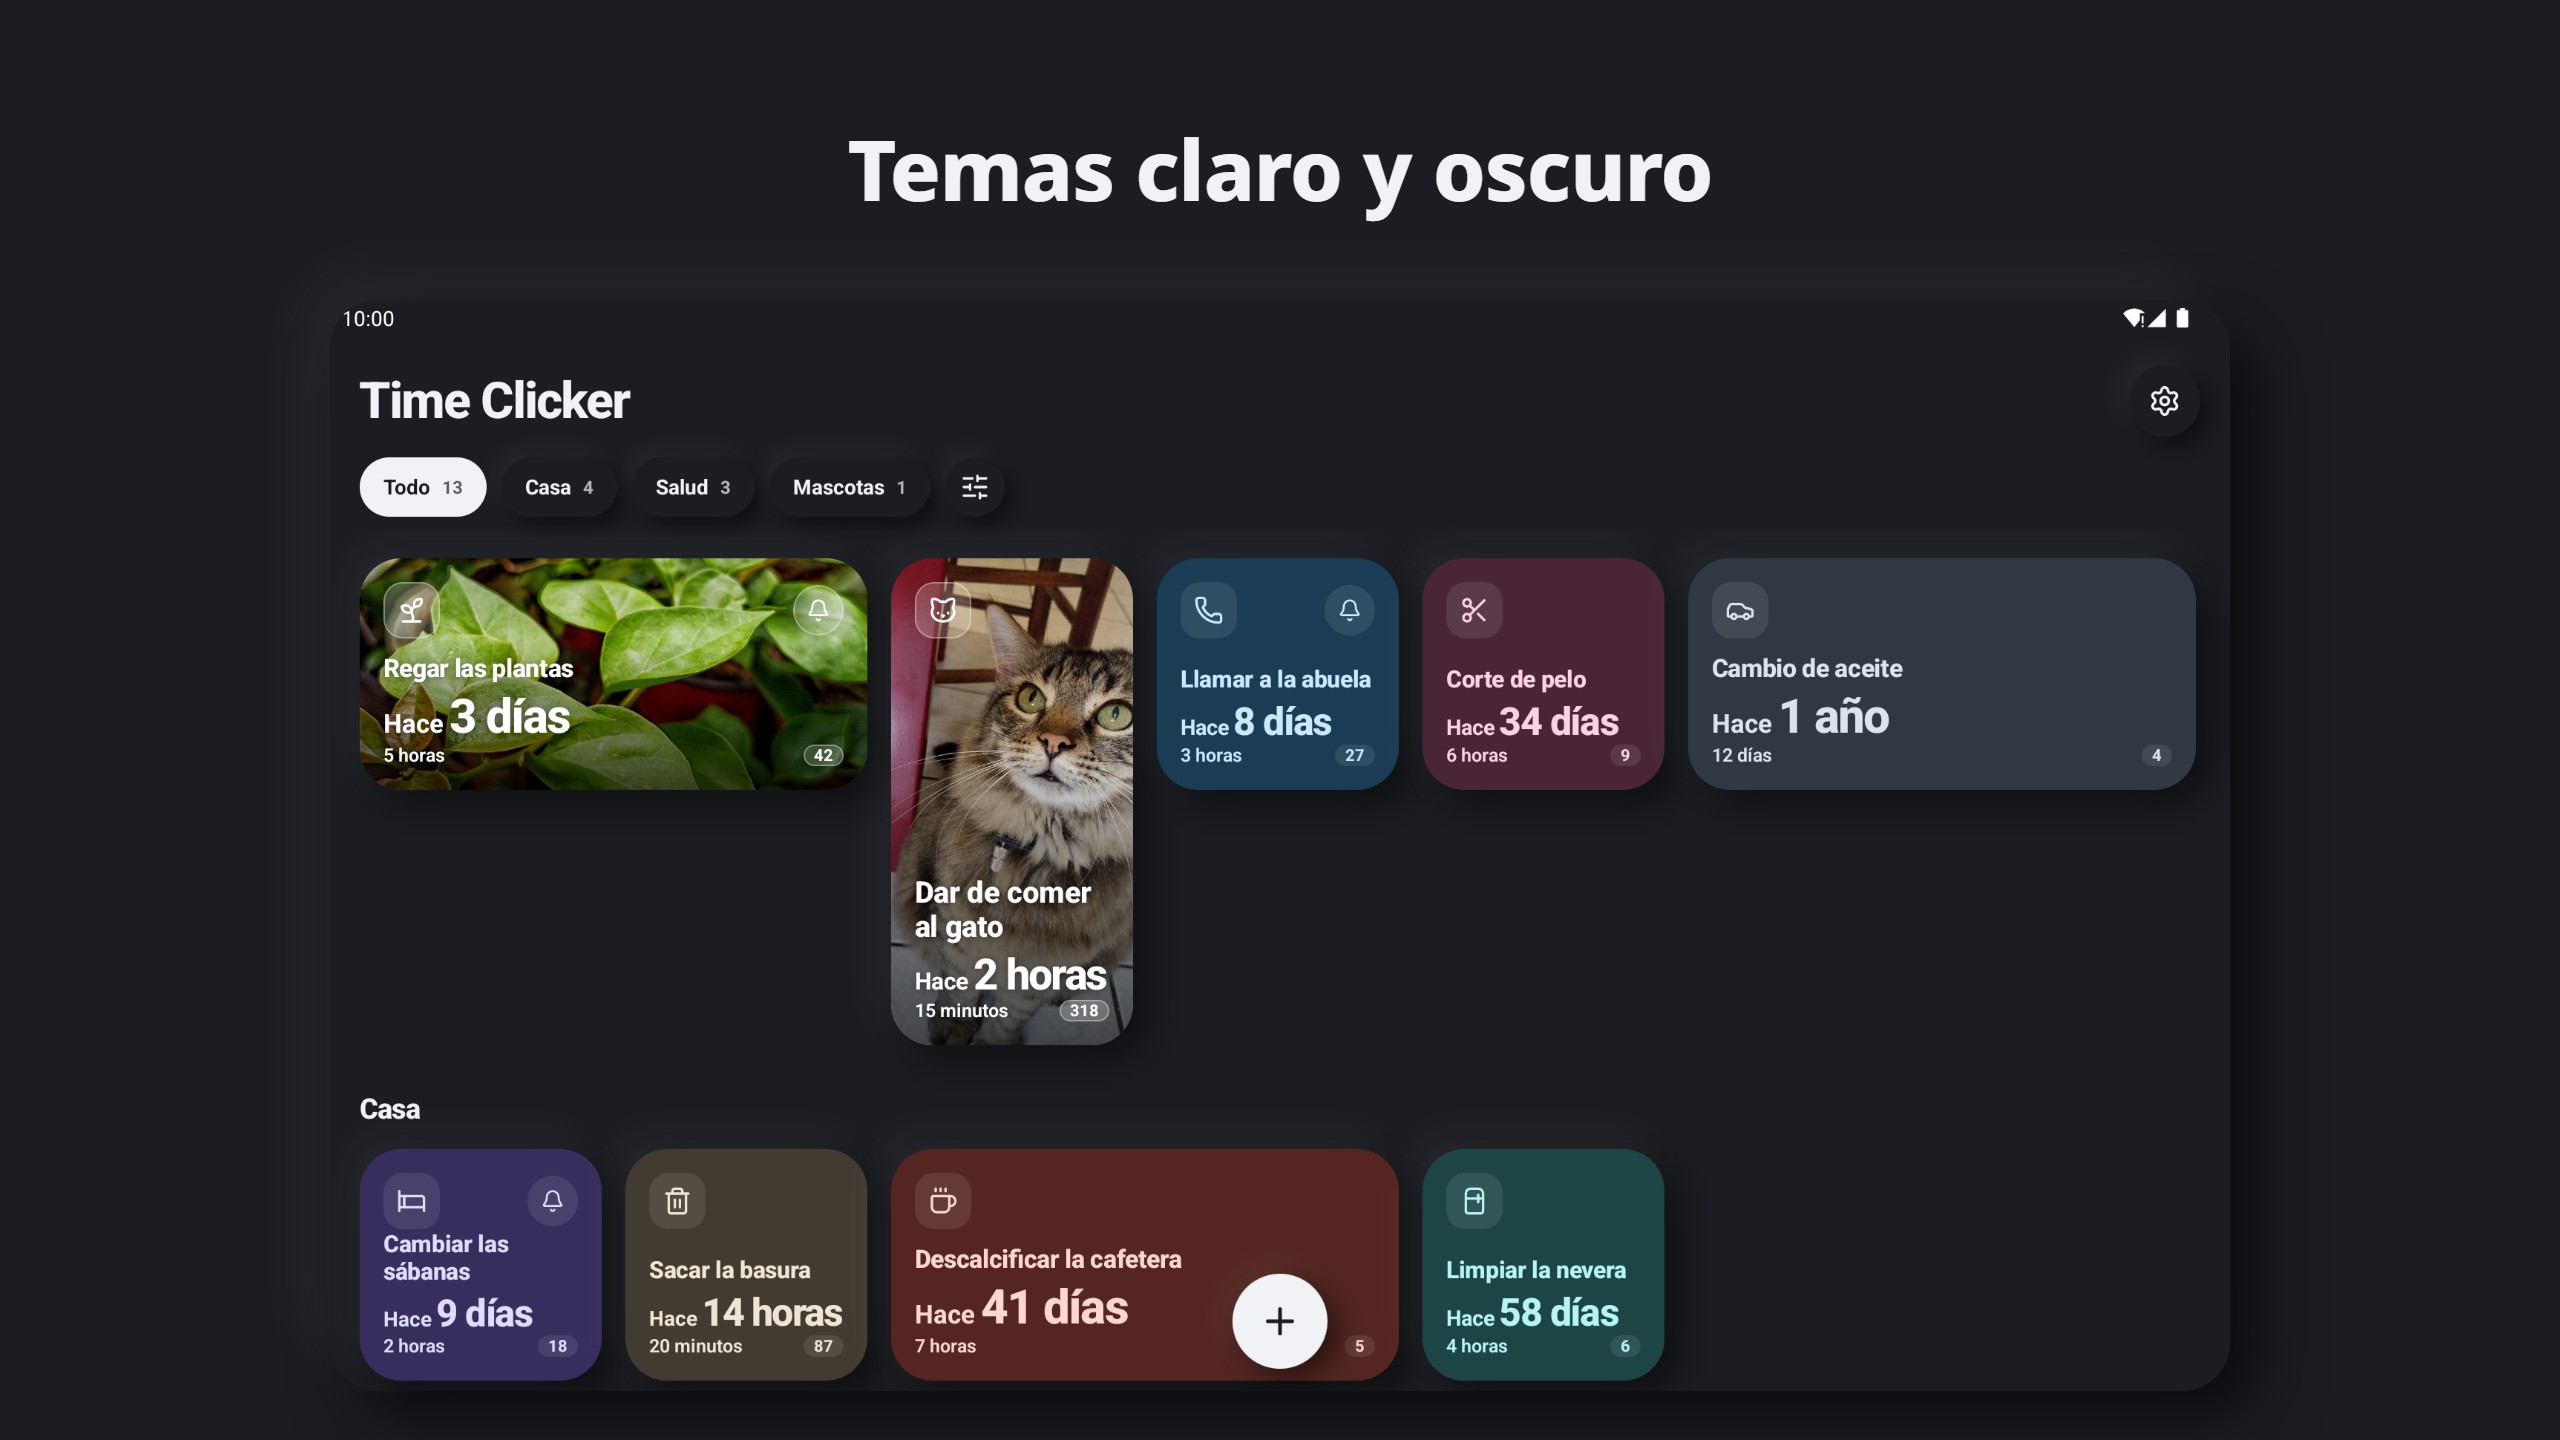 Temas claro y oscuro
10:00
Time Clicker
Todo 13
Casa 4
Salud 3
Mascotas 1
Regar las plantas
Hace 3 días
5 horas
42
Dar de comer
al gato
Hace 2 horas
15 minutos
318
Llamar a la abuela
Hace 8 días
3 horas
27
Corte de pelo
Hace 34 días
6 horas
9
Cambio de aceite
Hace 1 año
12 días
4
Casa
Cambiar las
sábanas
Hace 9 días
2 horas
18
Sacar la basura
Hace 14 horas
20 minutos
87
Descalcificar la cafetera
Hace 41 días
7 horas
5
Limpiar la nevera
Hace 58 días
4 horas
6